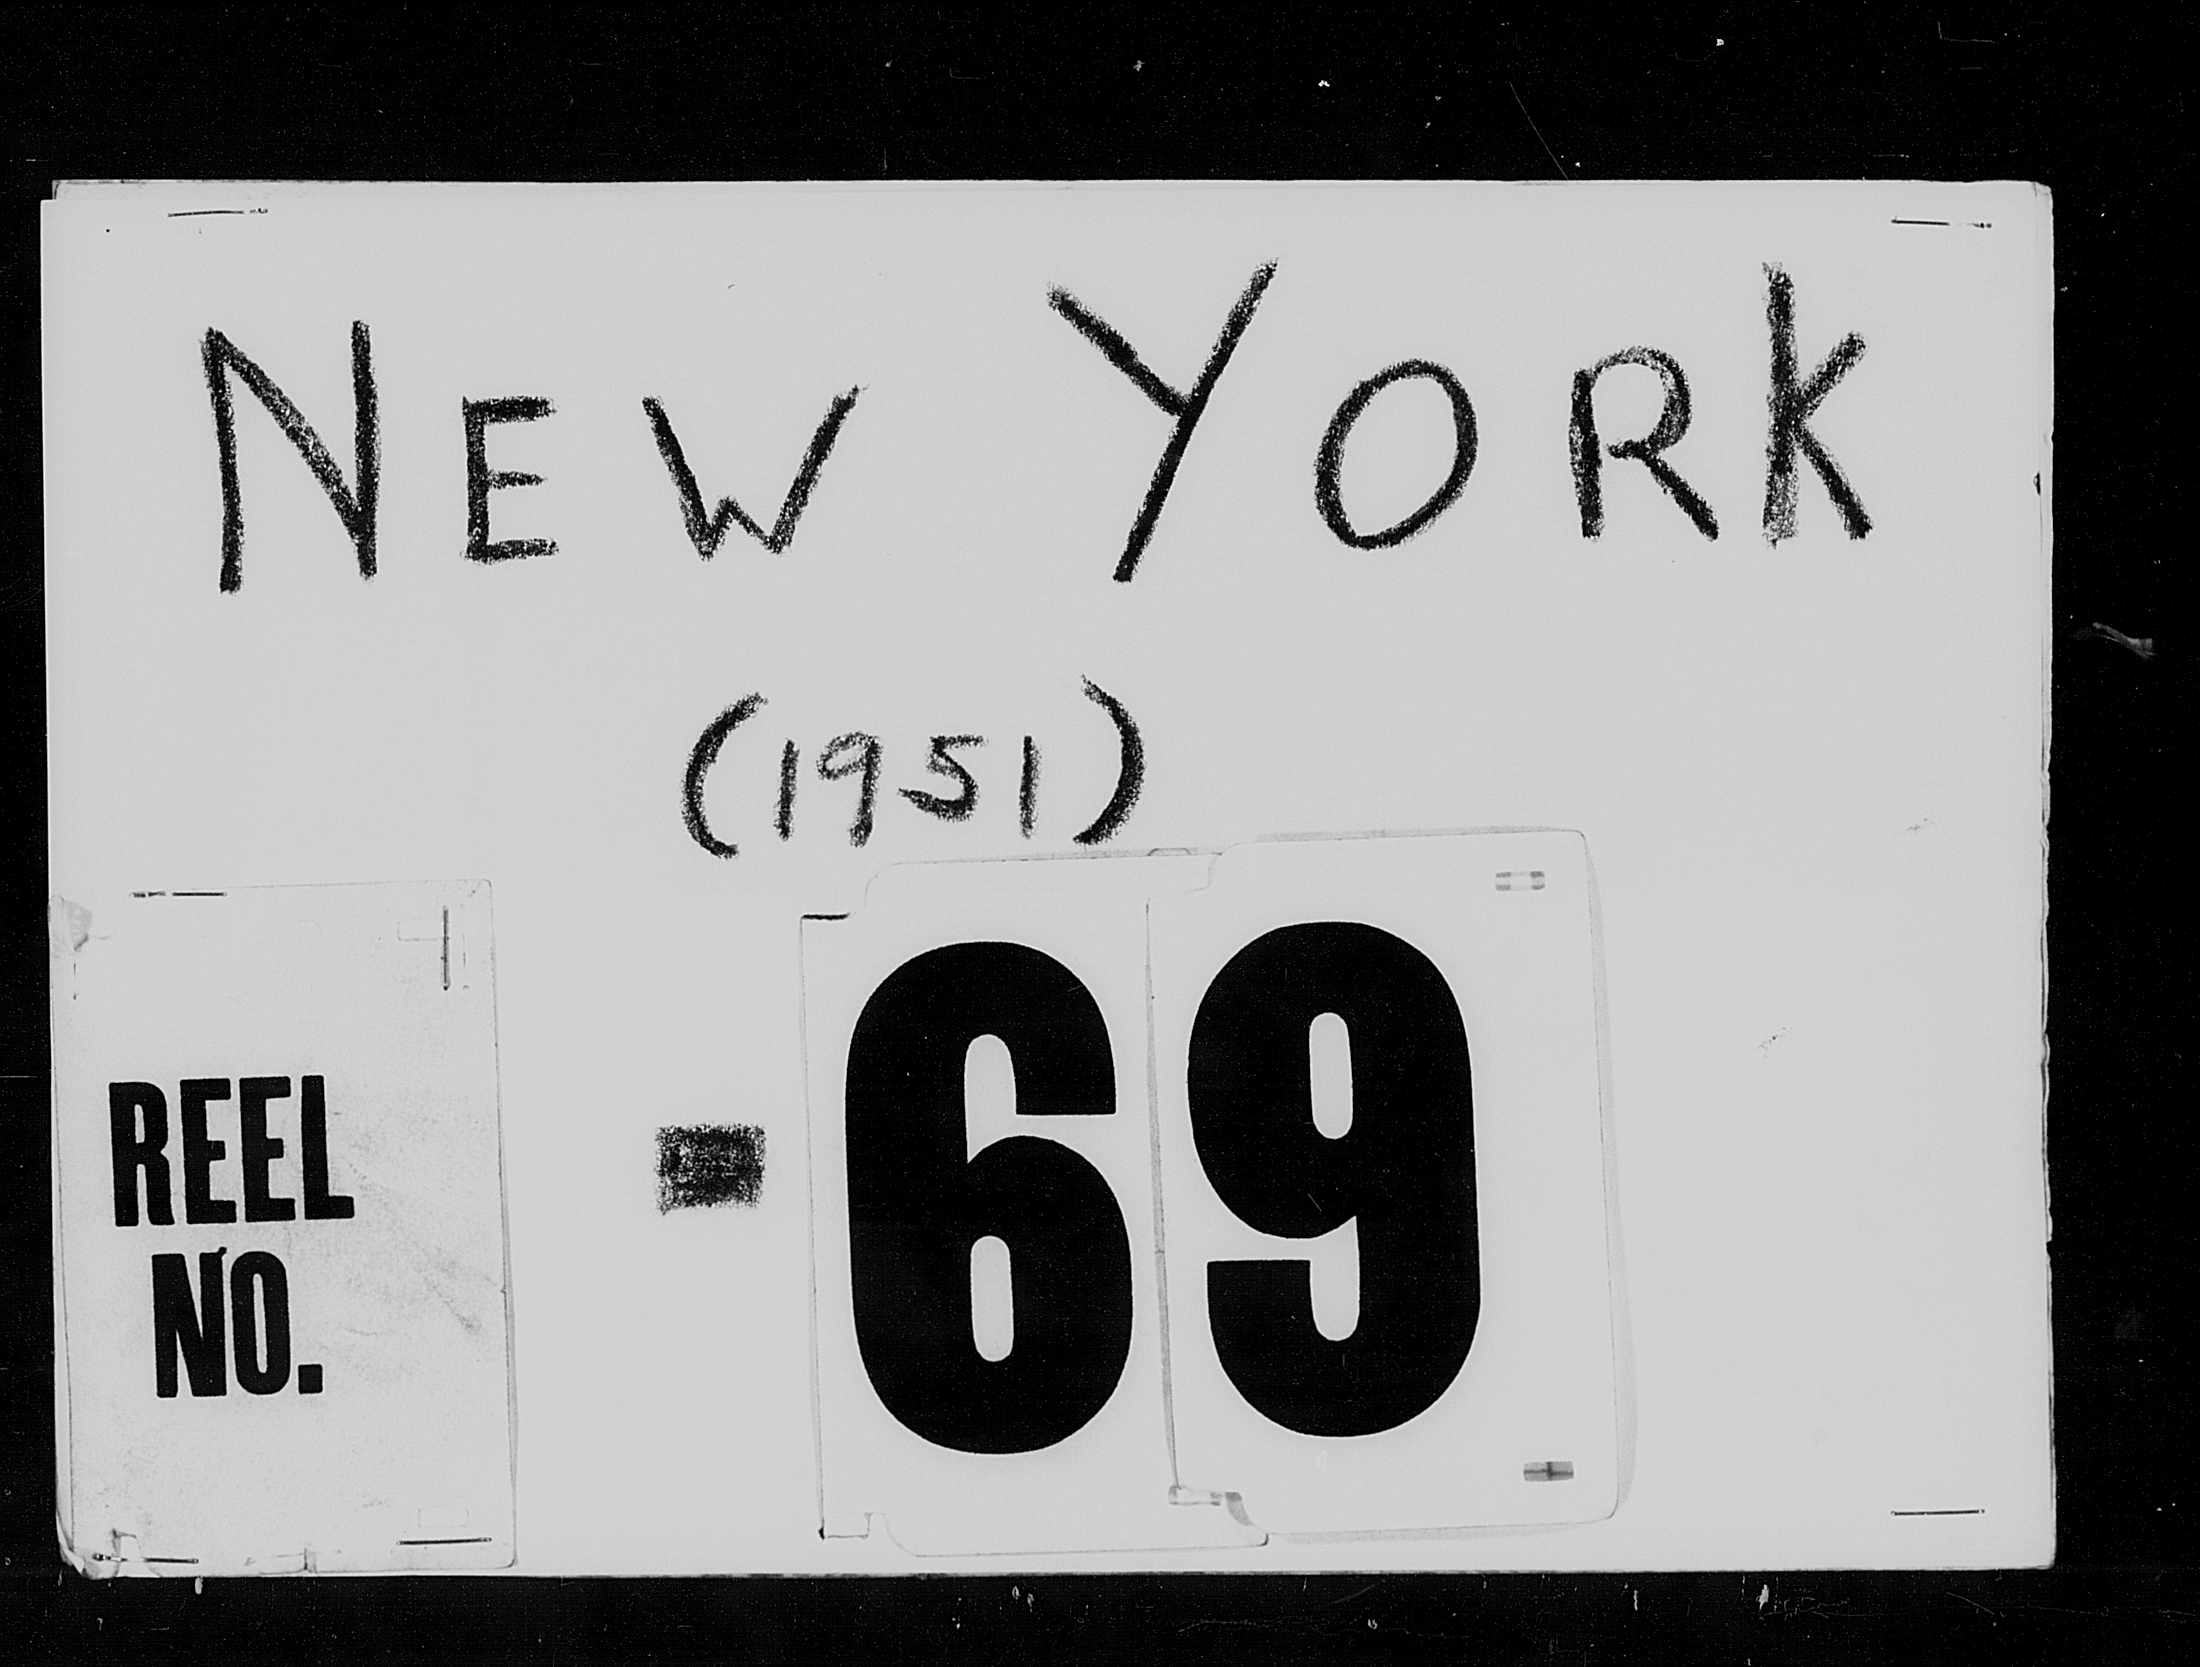 NEW YORK
(1951)
REEL
NO.
- 69